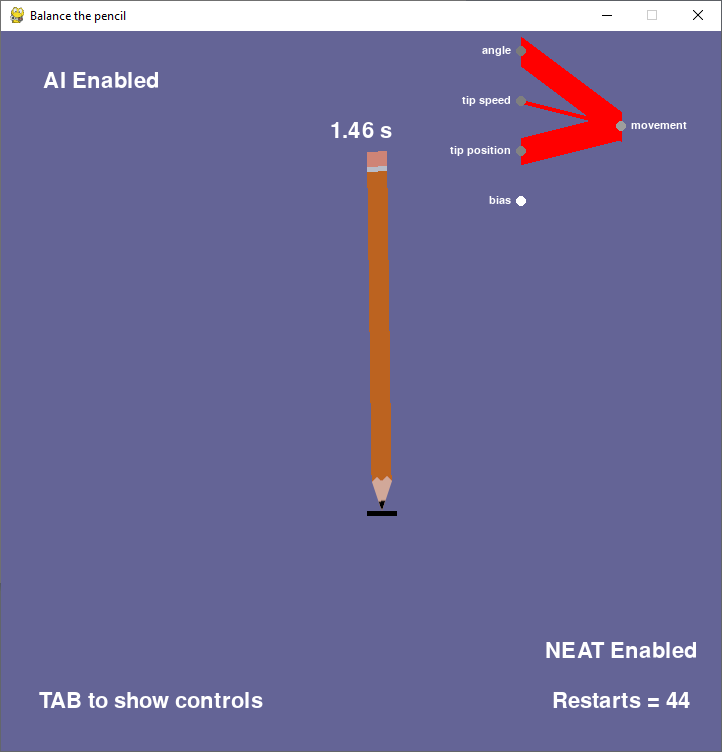 Balance the pencil
angle
AI Enabled
tip speed
movement
1.46 s
tip position
bias
NEAT Enabled
TAB to show controls
Restarts = 44